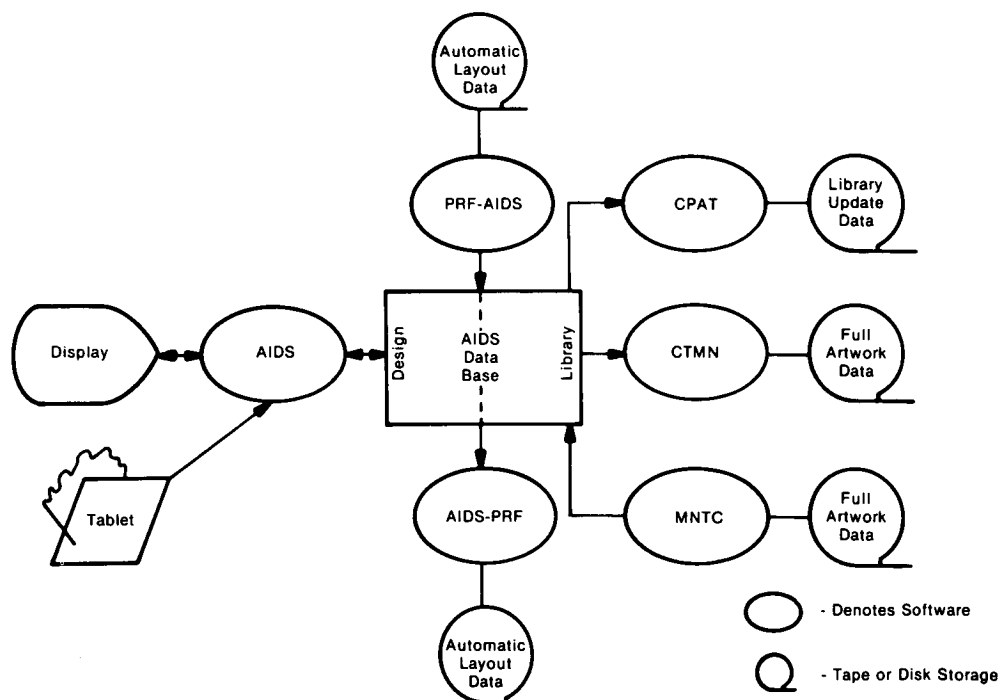 Automatic
Layout
Data
PRF-AIDS
CPAT
Library
Update
Data
Display
AIDS
Design
AIDS
Data
Base
Library
CTMN
Full
Artwork
Data
Tablet
AIDS-PRF
MNTC
Full
Artwork
Data
Automatic
Layout
Data
- Denotes Software
- Tape or Disk Storage